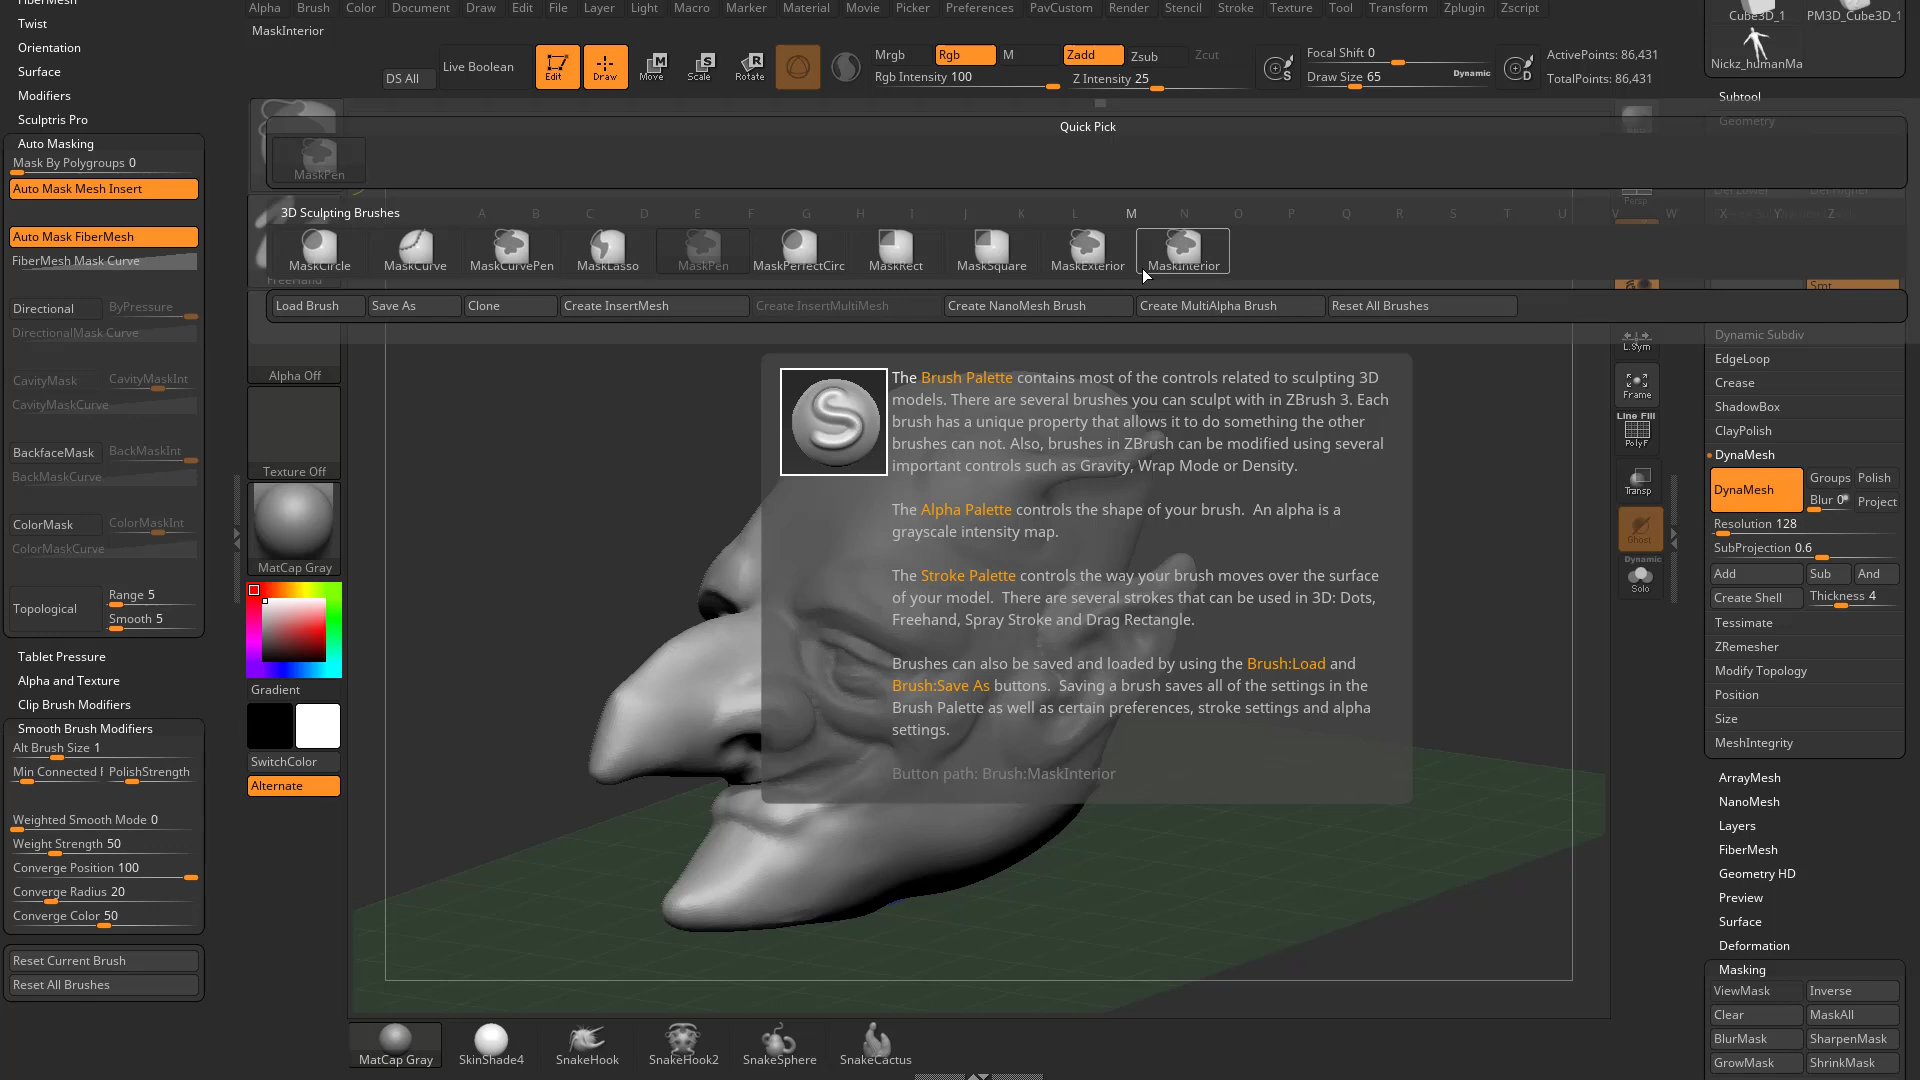 Alpha Brush Color Document Draw Edit File Layer Light Macro Marker Material Movie Picker Preferences PavCustom Render Stencil Stroke Texture Tool Transform Zplugin Zscript
MaskInterior
DS All
Live Boolean
Edit
Draw
Move
Scale
Rotate
Mrgb
Rgb
M
Rgb Intensity 100
Zadd
Zsub
Zcut
Z Intensity 25
S
Focal Shift 0
Draw Size 65
Dynamic
D
ActivePoints: 86,431
TotalPoints: 86,431
FiberMesh
Twist
Orientation
Surface
Modifiers
Sculptris Pro
Auto Masking
Mask By Polygroups 0
Auto Mask Mesh Insert
Auto Mask FiberMesh
FiberMesh Mask Curve
Directional
ByPressure
DirectionalMask Curve
CavityMask
CavityMaskInt
CavityMaskCurve
BackfaceMask
BackMaskInt
BackMaskCurve
ColorMask
ColorMaskInt
ColorMaskCurve
Topological
Range 5
Smooth 5
Tablet Pressure
Alpha and Texture
Clip Brush Modifiers
Smooth Brush Modifiers
Alt Brush Size 1
Min Connected
PolishStrength
Weighted Smooth Mode 0
Weight Strength 50
Converge Position 100
Converge Radius 20
Converge Color 50
Reset Current Brush
Reset All Brushes
Quick Pick
MaskPen
3D Sculpting Brushes
A B C D E F G H I J K L M N O P Q R S T U V W X Y Z
MaskCircle MaskCurve MaskCurvePen MaskLasso MaskPen MaskPerfectCirc MaskRect MaskSquare MaskExterior MaskInterior
FreeHand
Load Brush Save As Clone Create InsertMesh Create InsertMultiMesh Create NanoMesh Brush Create MultiAlpha Brush Reset All Brushes
Alpha Off
Texture Off
MatCap Gray
Gradient
SwitchColor
Alternate
The Brush Palette contains most of the controls related to sculpting 3D
models. There are several brushes you can sculpt with in ZBrush 3. Each
brush has a unique property that allows it to do something the other
brushes can not. Also, brushes in ZBrush can be modified using several
important controls such as Gravity, Wrap Mode or Density.
The Alpha Palette controls the shape of your brush. An alpha is a
grayscale intensity map.
The Stroke Palette controls the way your brush moves over the surface
of your model. There are several strokes that can be used in 3D: Dots,
Freehand, Spray Stroke and Drag Rectangle.
Brushes can also be saved and loaded by using the Brush:Load and
Brush:Save As buttons. Saving a brush saves all of the settings in the
Brush Palette as well as certain preferences, stroke settings and alpha
settings.
Button path: Brush:MaskInterior
MatCap Gray
SkinShade4
SnakeHook
SnakeHook2
SnakeSphere
SnakeCactus
Persp
L.Sym
Frame
Line Fill
PolyF
Transp
Ghost
Dynamic
Solo
Cube3D_1
PM3D_Cube3D_1
Nickz_humanMa
Subtool
Geometry
Smt
Dynamic Subdiv
EdgeLoop
Crease
ShadowBox
ClayPolish
DynaMesh
DynaMesh
Groups
Polish
Blur 0
Project
Resolution 128
SubProjection 0.6
Add
Sub
And
Create Shell
Thickness 4
Tessimate
ZRemesher
Modify Topology
Position
Size
MeshIntegrity
ArrayMesh
NanoMesh
Layers
FiberMesh
Geometry HD
Preview
Surface
Deformation
Masking
ViewMask
Inverse
Clear
MaskAll
BlurMask
SharpenMask
GrowMask
ShrinkMask